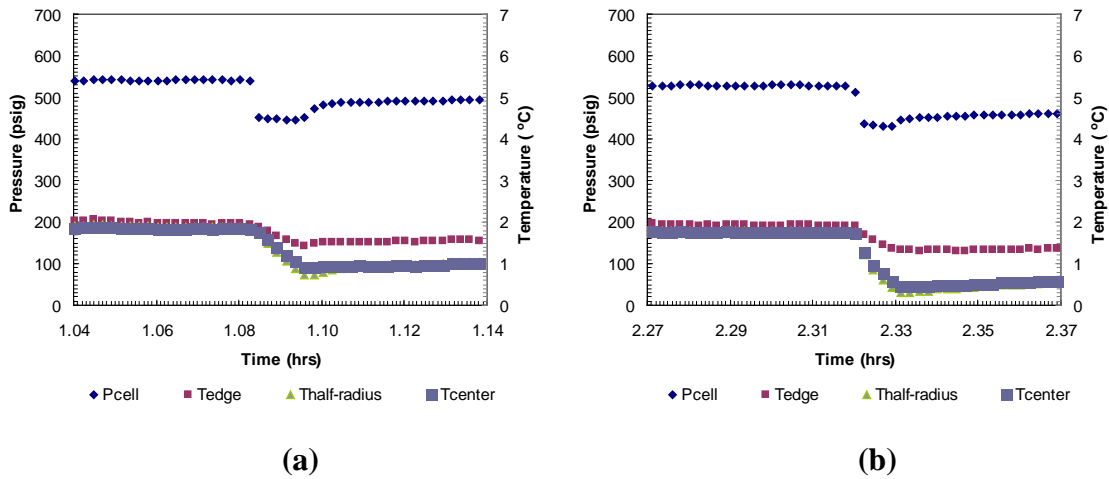 700
600
500
400
300
200
100
0
Pressure (psig)
7
6
5
4
3
2
1
0
Temperature ( °C)
1.04 1.06 1.08 1.10 1.12 1.14
Time (hrs)
Pcell Tedge Thalf-radius Tcenter
(a)
700
600
500
400
300
200
100
0
Pressure (psig)
7
6
5
4
3
2
1
0
Temperature ( °C)
2.27 2.29 2.31 2.33 2.35 2.37
Time (hrs)
Pcell Tedge Thalf-radius Tcenter
(b)